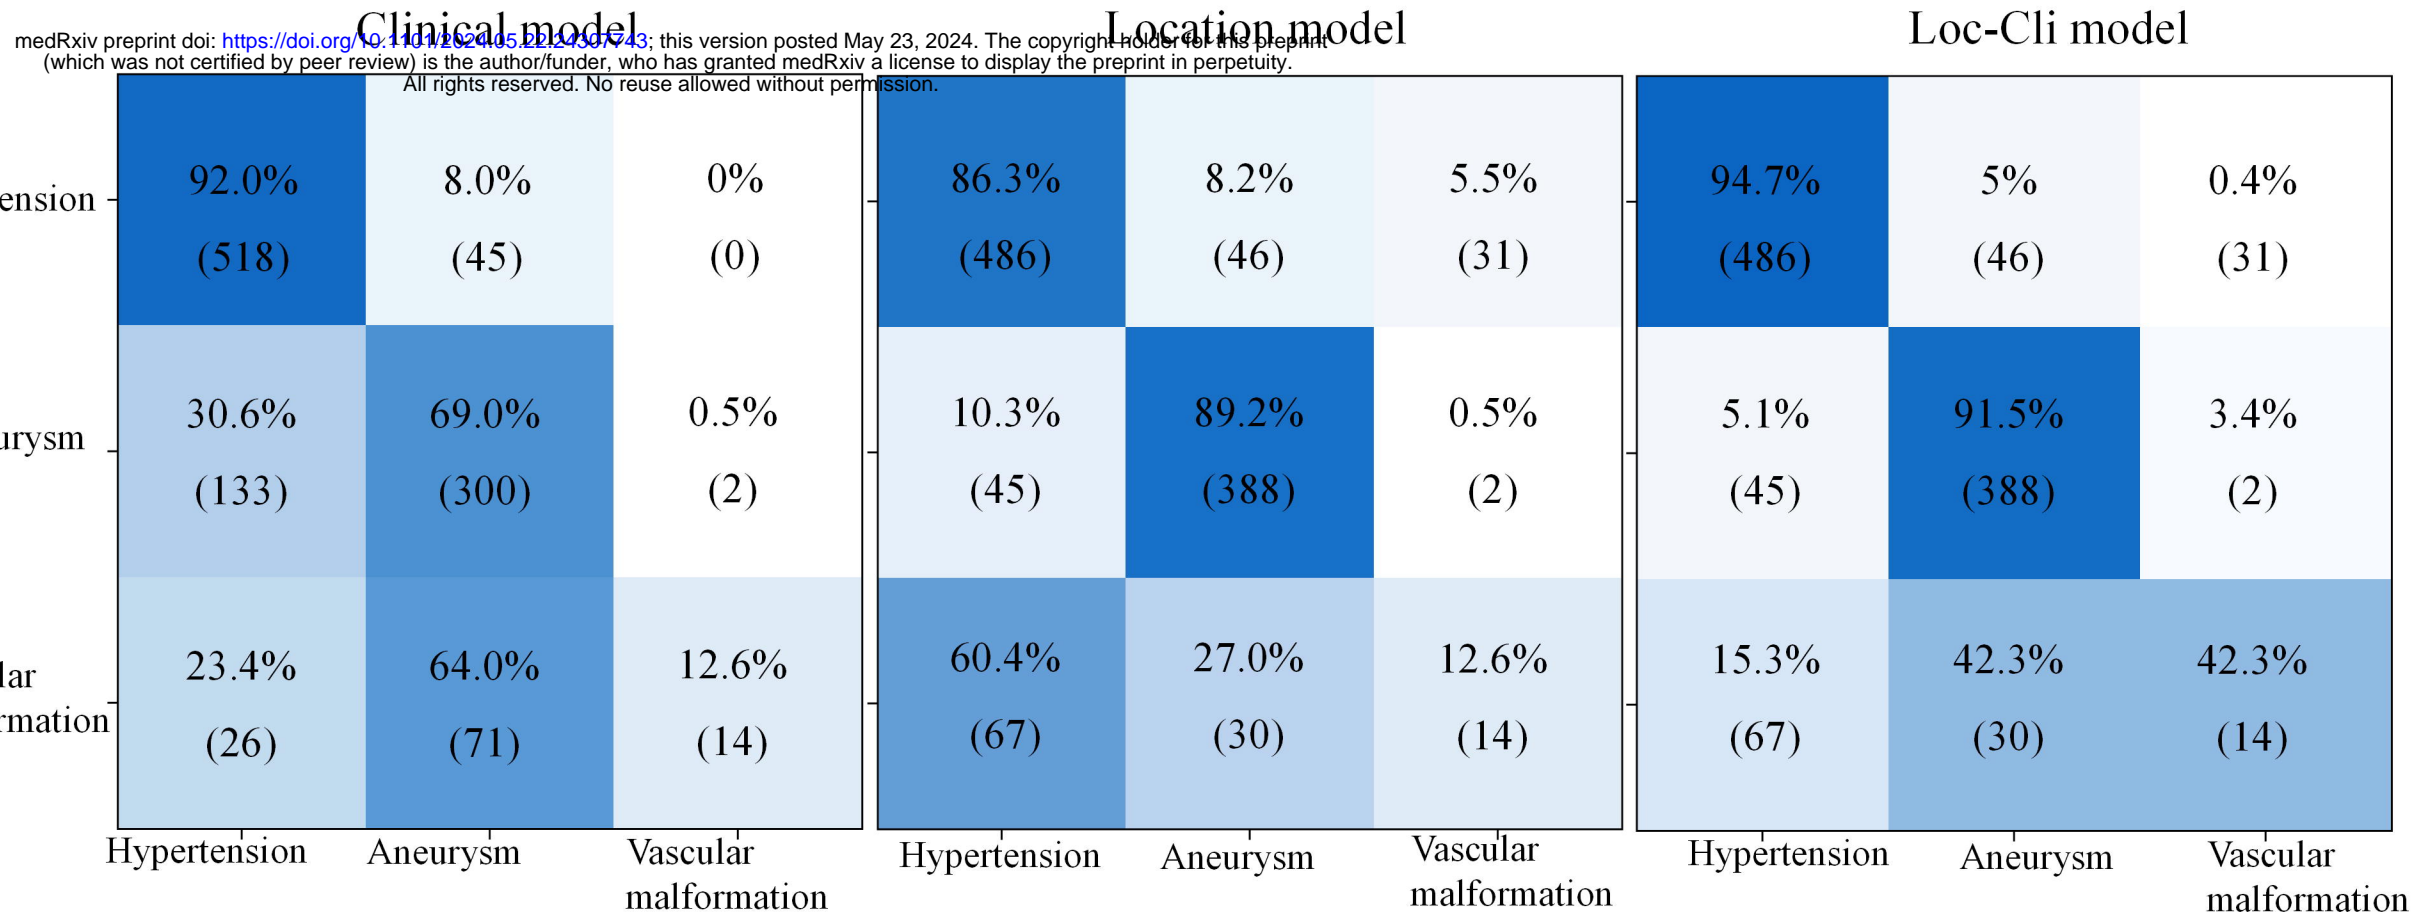 Clinical model
Location model
Loc-Cli model
medRxiv preprint doi: https://doi.org/10.1101/2024.05.22.24307743; this version posted May 23, 2024. The copyright holder for this preprint
(which was not certified by peer review) is the author/funder, who has granted medRxiv a license to display the preprint in perpetuity.
All rights reserved. No reuse allowed without permission.
ension
92.0% 8.0% 0%
(518) (45) (0)
urysm
30.6% 69.0% 0.5%
(133) (300) (2)
lar
rmation
23.4% 64.0% 12.6%
(26) (71) (14)
Hypertension Aneurysm Vascular
malformation
86.3% 8.2% 5.5%
(486) (46) (31)
10.3% 89.2% 0.5%
(45) (388) (2)
60.4% 27.0% 12.6%
(67) (30) (14)
Hypertension Aneurysm Vascular
malformation
94.7% 5% 0.4%
(486) (46) (31)
5.1% 91.5% 3.4%
(45) (388) (2)
15.3% 42.3% 42.3%
(67) (30) (14)
Hypertension Aneurysm Vascular
malformation